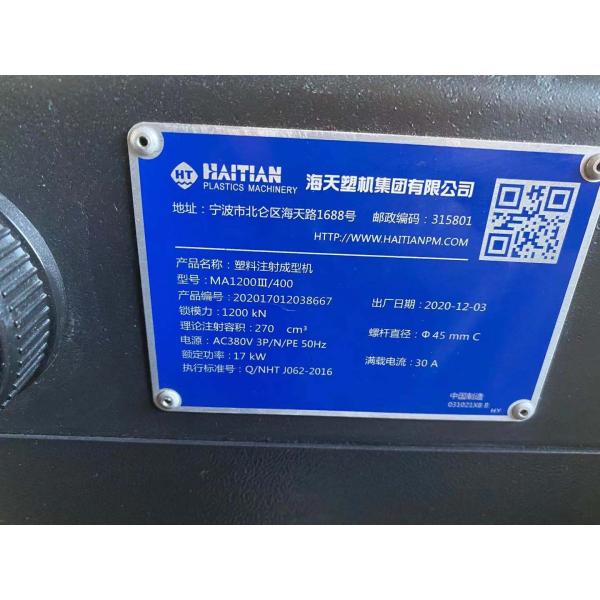 HT HAITIAN PLASTICS MACHINERY 海天塑机集团有限公司
地址：宁波市北仑区海天路1688号 邮政编码：315801
HTTP://WWW.HAITIANPM.COM
产品名称：塑料注射成型机
型号：MA1200Ⅲ/400
产品编号：202017012038667 出厂日期：2020-12-03
锁模力：1200 kN
理论注射容积：270 cm³ 螺杆直径：Φ45 mm C
电源：AC380V 3P/N/PE 50Hz
额定功率：17 kW 满载电流：30 A
执行标准号：Q/NHT J062-2016
中国制造
HY